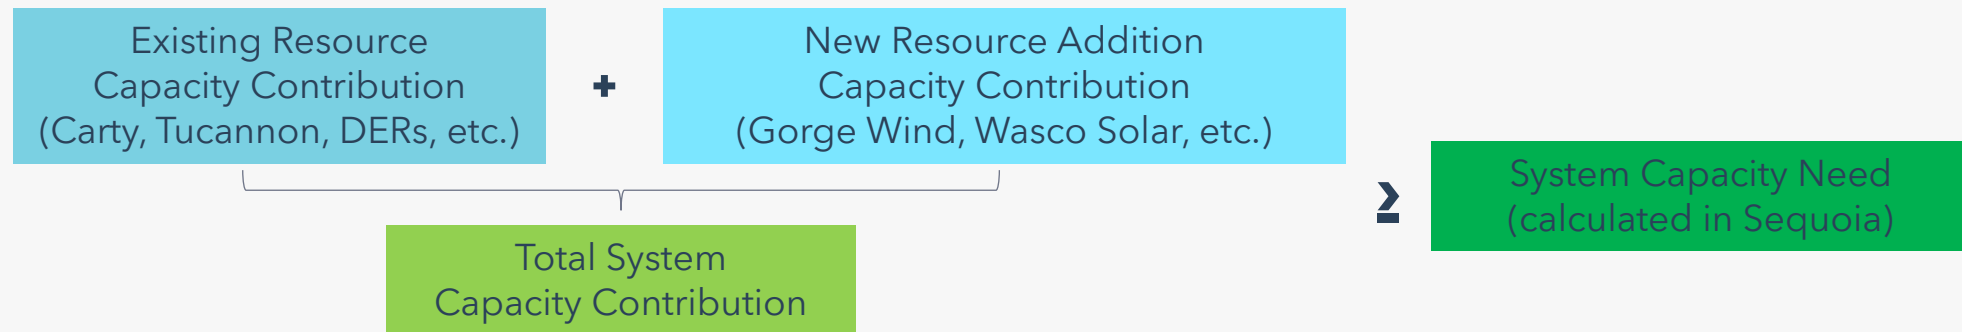 Existing Resource
Capacity Contribution
(Carty, Tucannon, DERs, etc.)
+
New Resource Addition
Capacity Contribution
(Gorge Wind, Wasco Solar, etc.)
Total System
Capacity Contribution
≥
System Capacity Need
(calculated in Sequoia)